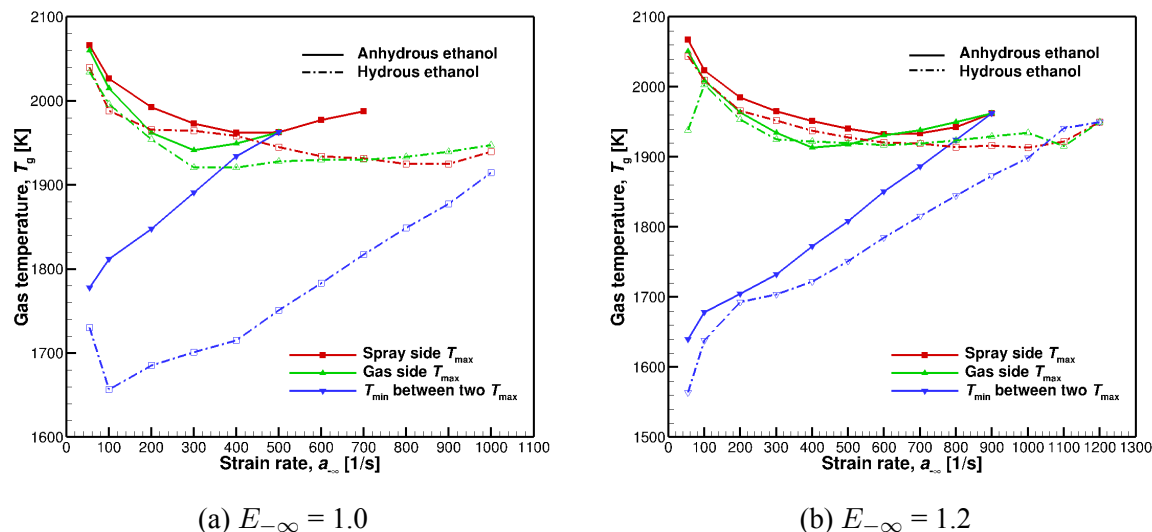 2100
2000
1900
1800
1700
1600
Gas temperature, T_g [K]
0 100 200 300 400 500 600 700 800 900 1000 1100
Strain rate, a_-∞ [1/s]
Anhydrous ethanol
Hydrous ethanol
Spray side T_max
Gas side T_max
T_min between two T_max
(a) E_−∞ = 1.0
2100
2000
1900
1800
1700
1600
1500
Gas temperature, T_g [K]
0 100 200 300 400 500 600 700 800 900 1000 1100 1200 1300
Strain rate, a_-∞ [1/s]
Anhydrous ethanol
Hydrous ethanol
Spray side T_max
Gas side T_max
T_min between two T_max
(b) E_−∞ = 1.2